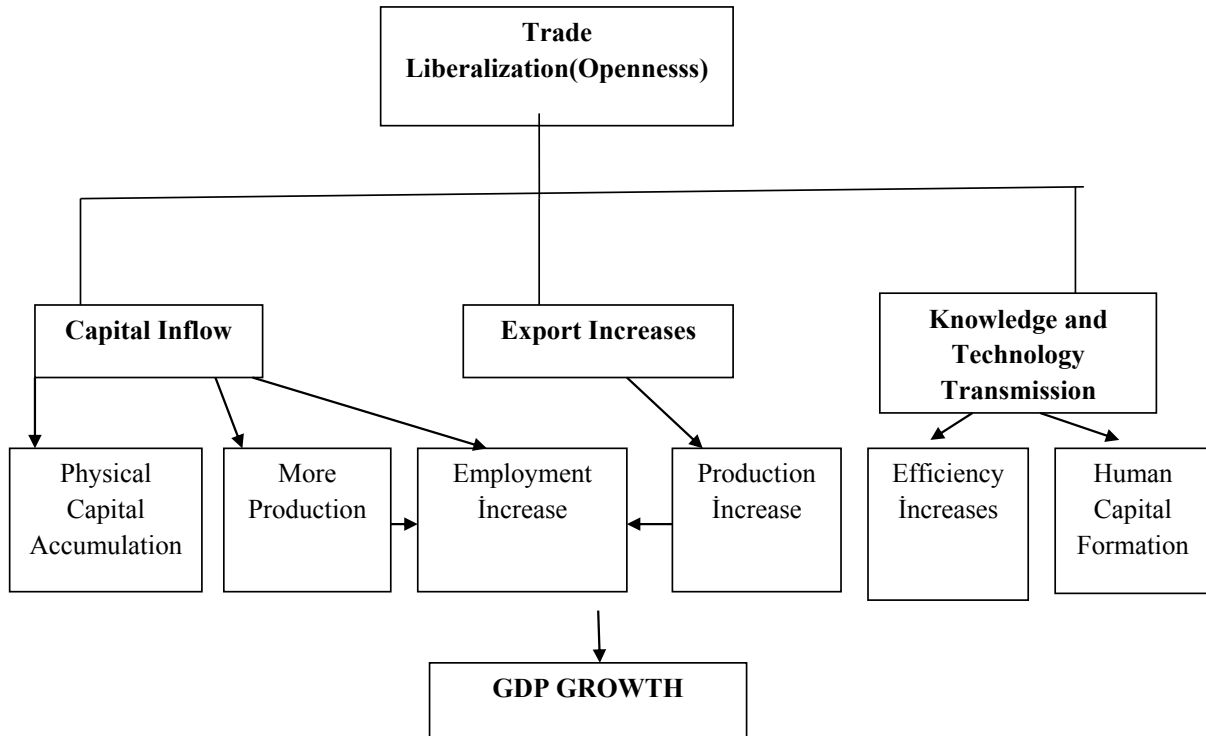 Trade
Liberalization(Opennesss)
Capital Inflow
Export Increases
Knowledge and
Technology
Transmission
Physical
Capital
Accumulation
More
Production
Employment
İncrease
Production
İncrease
Efficiency
İncreases
Human
Capital
Formation
GDP GROWTH